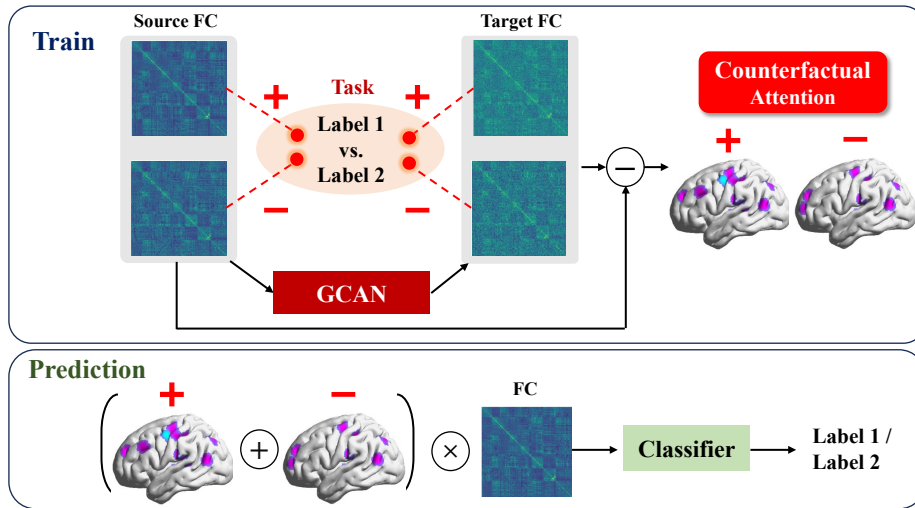 Source FC
Target FC
Train
Counterfactual
Attention
+
+
Task
+
−
Label 1
vs.
Label 2
−
−
−
GCAN
Prediction
+
−
FC
( + ) ×
Classifier
Label 1 /
Label 2